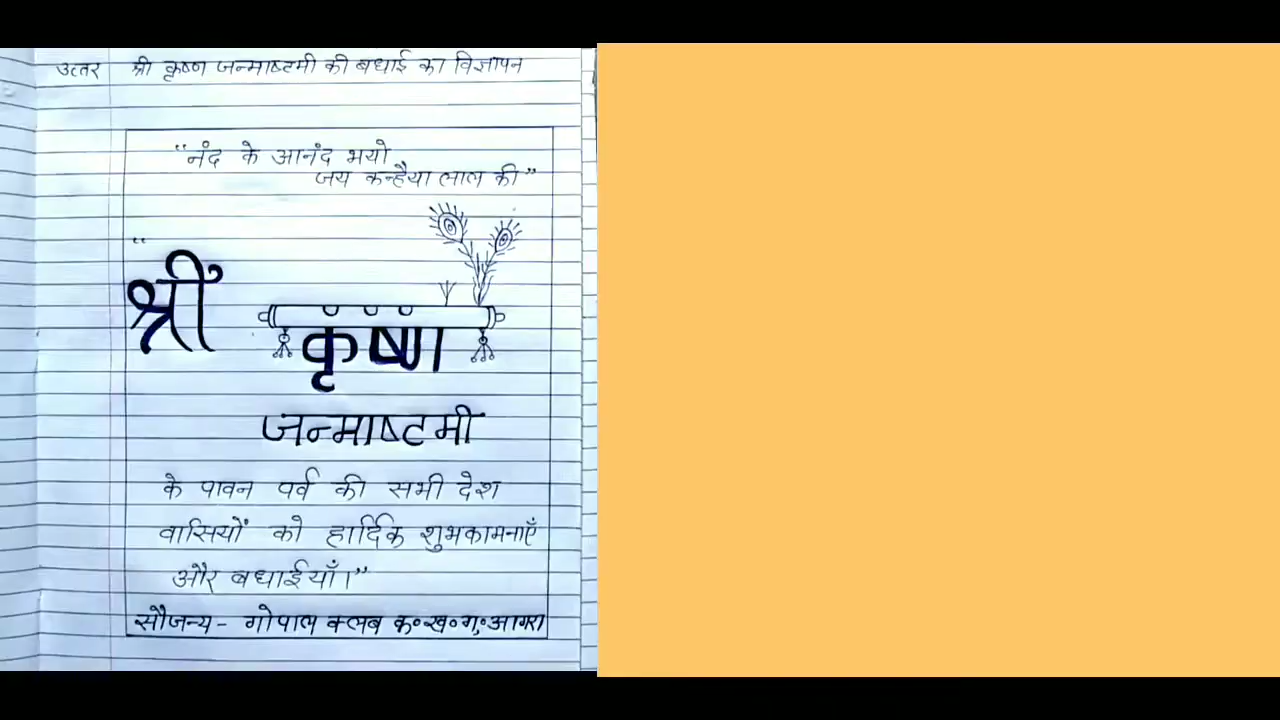 उत्तर श्री कृष्ण जन्माष्टमी की बधाई का विज्ञापन
"नंद के आनंद भयो
जय कन्हैया लाल की"
"श्री
कृष्ण
जन्माष्टमी
के पावन पर्व की सभी देश
वासियों को हार्दिक शुभकामनाएँ
और बधाईयाँ।"
सौजन्य - गोपाल क्लब क॰ख॰ग॰, आगरा